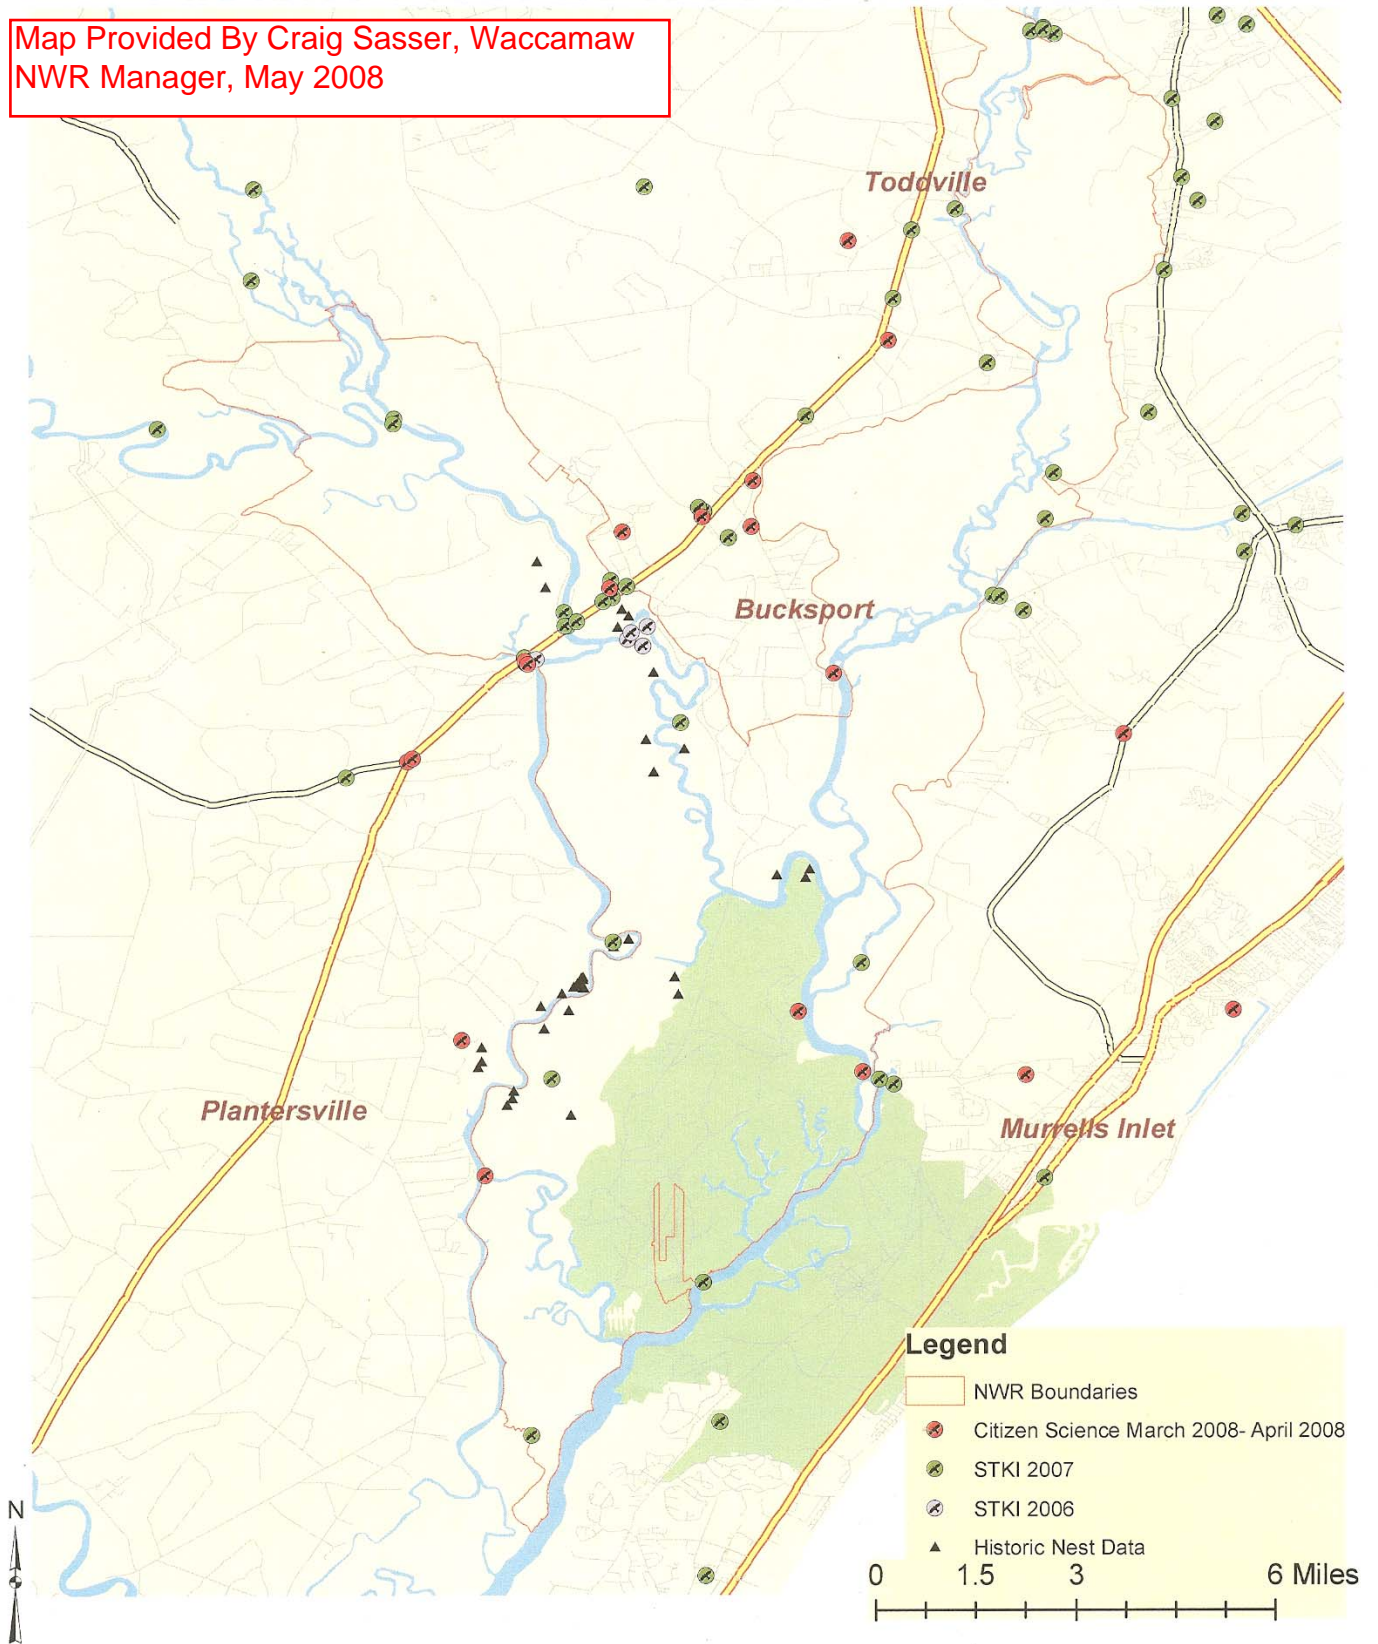 Map Provided By Craig Sasser, Waccamaw
NWR Manager, May 2008
Toddville
Bucksport
Plantersville
Murrells Inlet
Legend
NWR Boundaries
Citizen Science March 2008- April 2008
STKI 2007
STKI 2006
Historic Nest Data
N
0 1.5 3 6 Miles